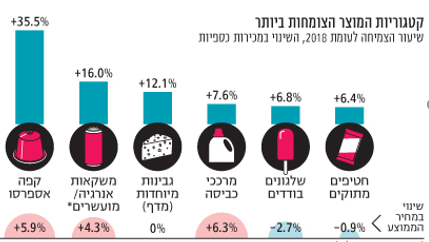 קטגוריות המוצר הצומחות ביותר
שיעור הצמיחה לעומת 2018, השינוי במכירות כספיות
+35.5%
+16.0%
+12.1%
+7.6%
+6.8%
+6.4%
קפה
אספרסו
משקאות
אנרגיה/
מועשרים*
גבינות
מיוחדות
(מדף)
מרככי
כביסה
שלגונים
בודדים
חטיפים
מתוקים
שינוי
במחיר
הממוצע
+5.9%
+4.3%
0%
+6.3%
-2.7%
-0.9%